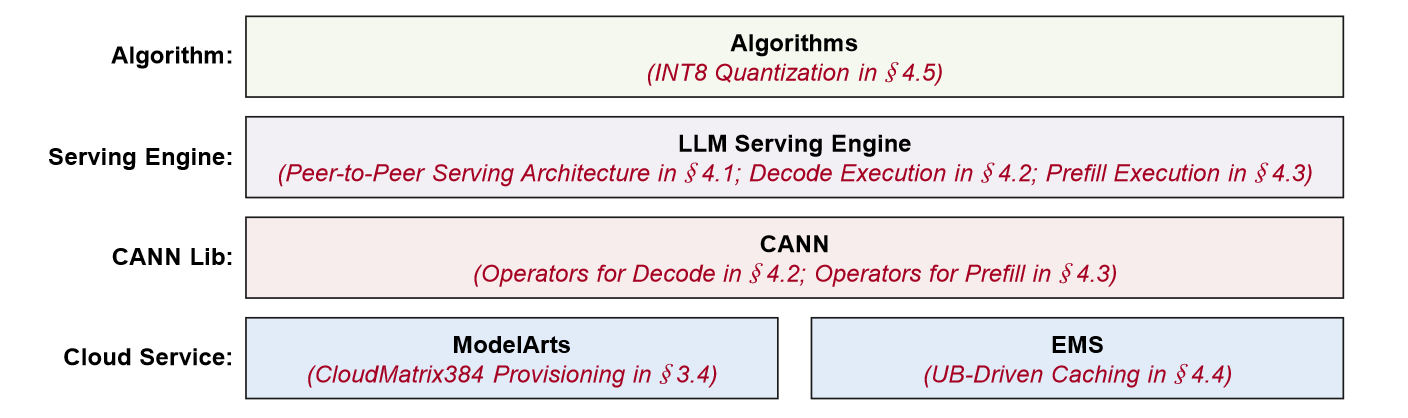 Algorithm:
Algorithms
(INT8 Quantization in § 4.5)
Serving Engine:
LLM Serving Engine
(Peer-to-Peer Serving Architecture in § 4.1; Decode Execution in § 4.2; Prefill Execution in § 4.3)
CANN Lib:
CANN
(Operators for Decode in § 4.2; Operators for Prefill in § 4.3)
Cloud Service:
ModelArts
(CloudMatrix384 Provisioning in § 3.4)
EMS
(UB-Driven Caching in § 4.4)